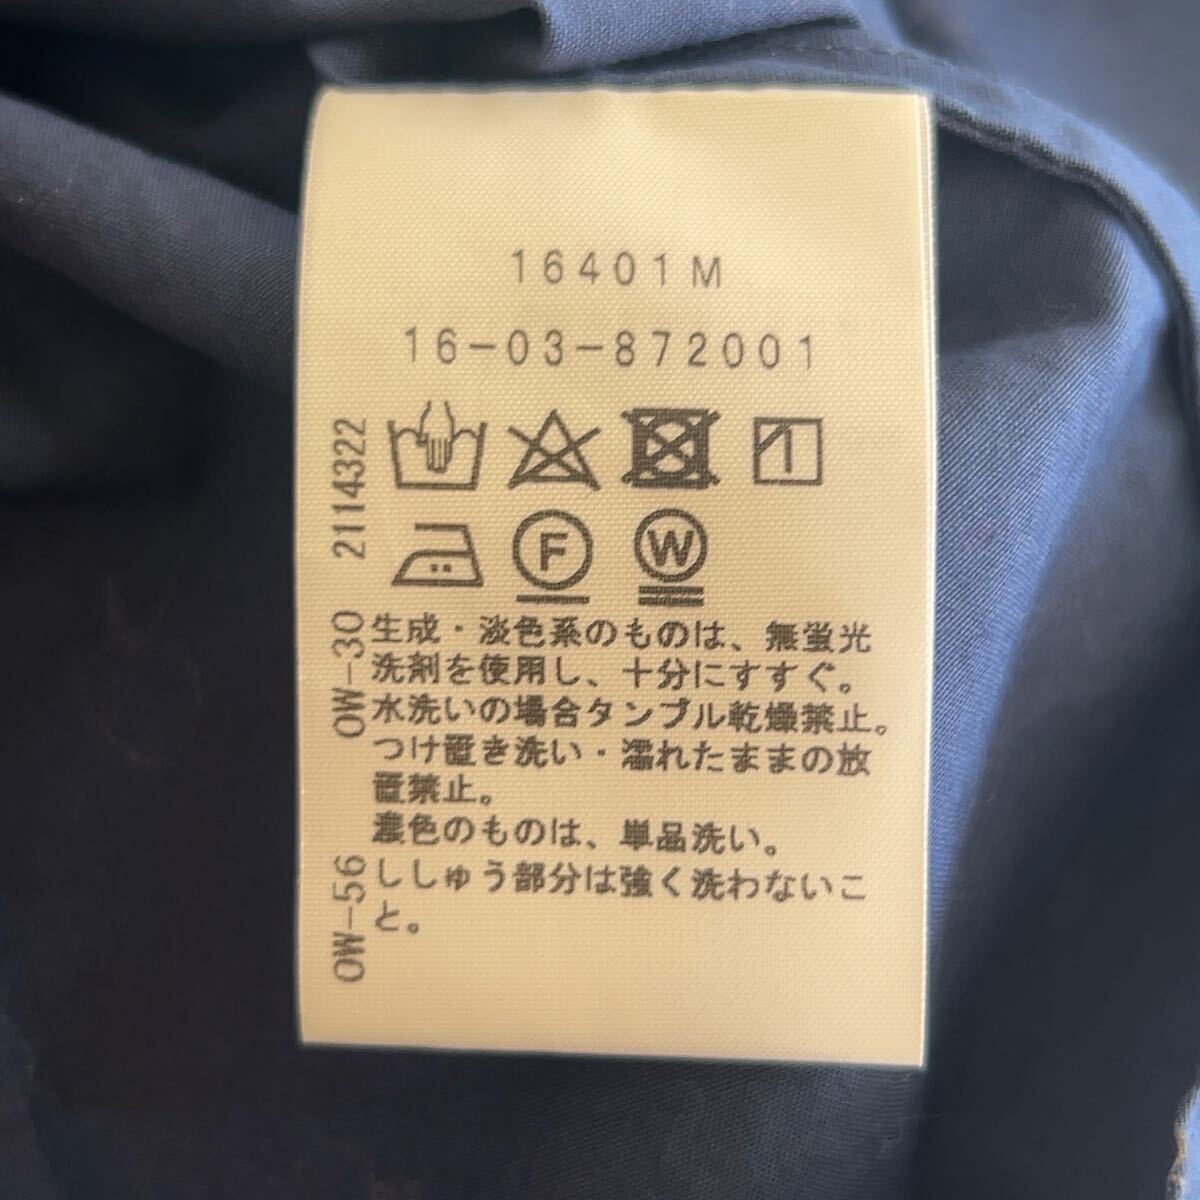 16401M
16-03-872001
F
W
生成・淡色系のものは、無蛍光
洗剤を使用し、十分にすすぐ。
水洗いの場合タンブル乾燥禁止。
つけ置き洗い・濡れたままの放
置禁止。
濃色のものは、単品洗い。
ししゅう部分は強く洗わないこ
と。
OW-56 OW-30 2114322